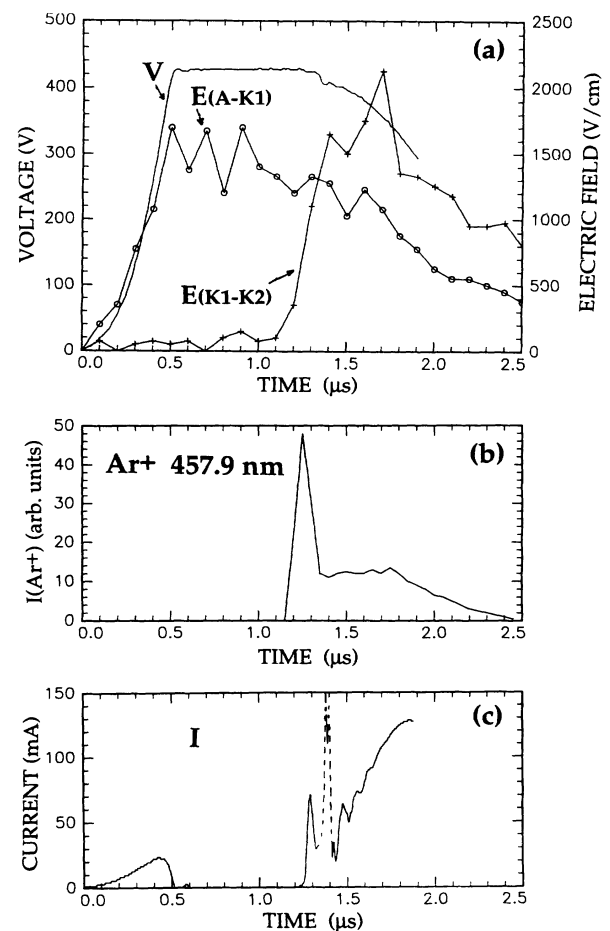 (a)
500
400
300
200
100
0
VOLTAGE (V)
V
E(A-K1)
E(K1-K2)
2500
2000
1500
1000
500
0
ELECTRIC FIELD (V/cm)
0.0 0.5 1.0 1.5 2.0 2.5
TIME (μs)
(b)
Ar+ 457.9 nm
50
40
30
20
10
0
I(Ar+) (arb. units)
0.0 0.5 1.0 1.5 2.0 2.5
TIME (μs)
(c)
I
150
100
50
0
CURRENT (mA)
0.0 0.5 1.0 1.5 2.0 2.5
TIME (μs)